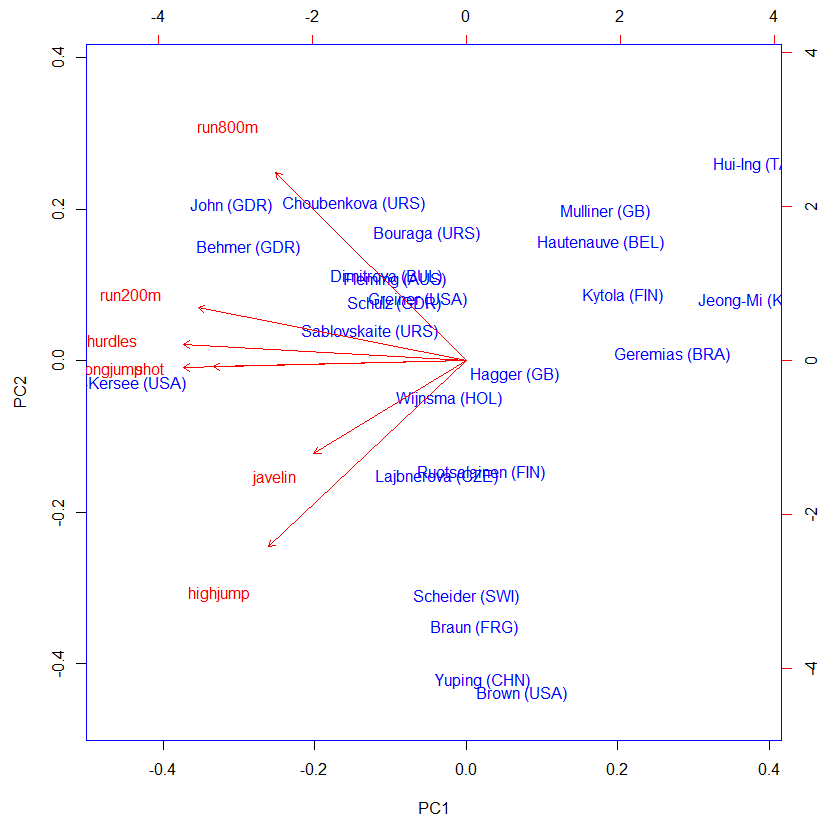 -4 -2 0 2 4
0.4
4
run800m
Hui-Ing (TA
John (GDR)
Choubenkova (URS)
Mulliner (GB)
0.2
2
Bouraga (URS)
Hautenauve (BEL)
Behmer (GDR)
Dimitrova (BUL)
Fleming (AUS)
run200m
Greiner (USA)
Kytola (FIN)
Jeong-Mi (K
Schulz (GDR)
Sablovskaite (URS)
hurdles
Geremias (BRA)
0.0
0
ongjump
shot
Hagger (GB)
Kersee (USA)
PC2
Wijnsma (HOL)
Ruotsalainen (FIN)
Lajbnerova (CZE)
javelin
-0.2
-2
highjump
Scheider (SWI)
Braun (FRG)
-0.4
-4
Yuping (CHN)
Brown (USA)
-0.4 -0.2 0.0 0.2 0.4
PC1